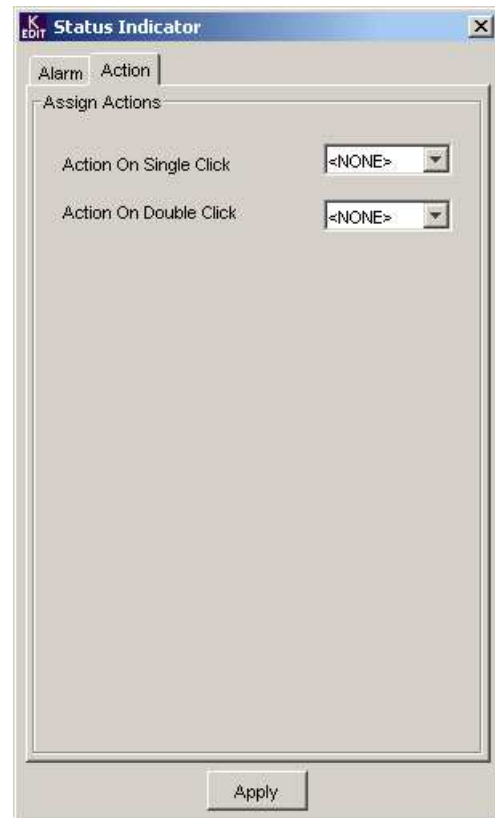 K EDIT Status Indicator
Alarm Action
Assign Actions
Action On Single Click <NONE>
Action On Double Click <NONE>
Apply